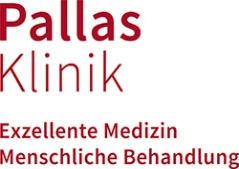 Pallas
Klinik
Exzellente Medizin
Menschliche Behandlung